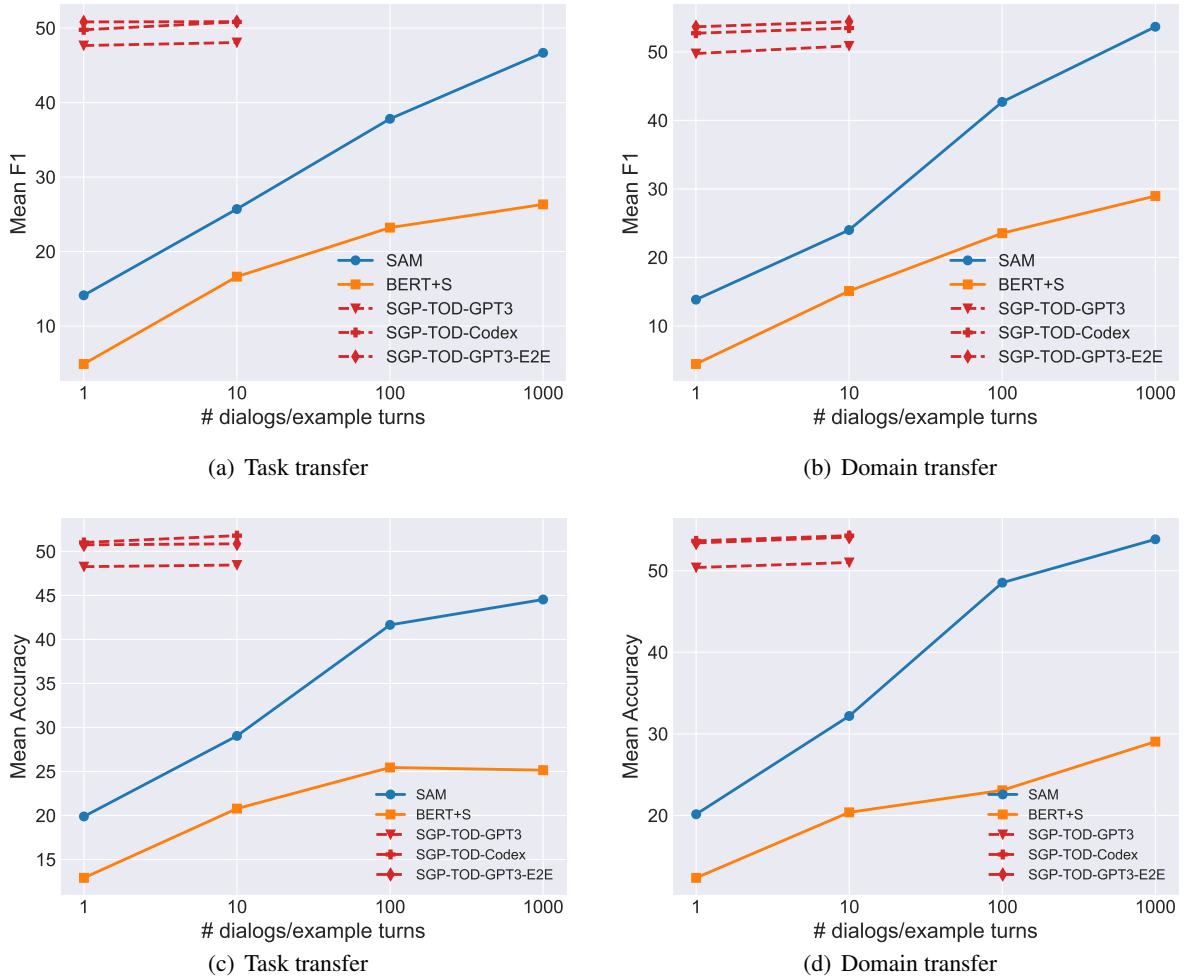 50
40
30
20
10
Mean F1
SAM
BERT+S
SGP-TOD-GPT3
SGP-TOD-Codex
SGP-TOD-GPT3-E2E
1 10 100 1000
# dialogs/example turns
(a) Task transfer
50
40
30
20
10
Mean F1
SAM
BERT+S
SGP-TOD-GPT3
SGP-TOD-Codex
SGP-TOD-GPT3-E2E
1 10 100 1000
# dialogs/example turns
(b) Domain transfer
50
45
40
35
30
25
20
15
Mean Accuracy
SAM
BERT+S
SGP-TOD-GPT3
SGP-TOD-Codex
SGP-TOD-GPT3-E2E
1 10 100 1000
# dialogs/example turns
(c) Task transfer
50
40
30
20
Mean Accuracy
SAM
BERT+S
SGP-TOD-GPT3
SGP-TOD-Codex
SGP-TOD-GPT3-E2E
1 10 100 1000
# dialogs/example turns
(d) Domain transfer